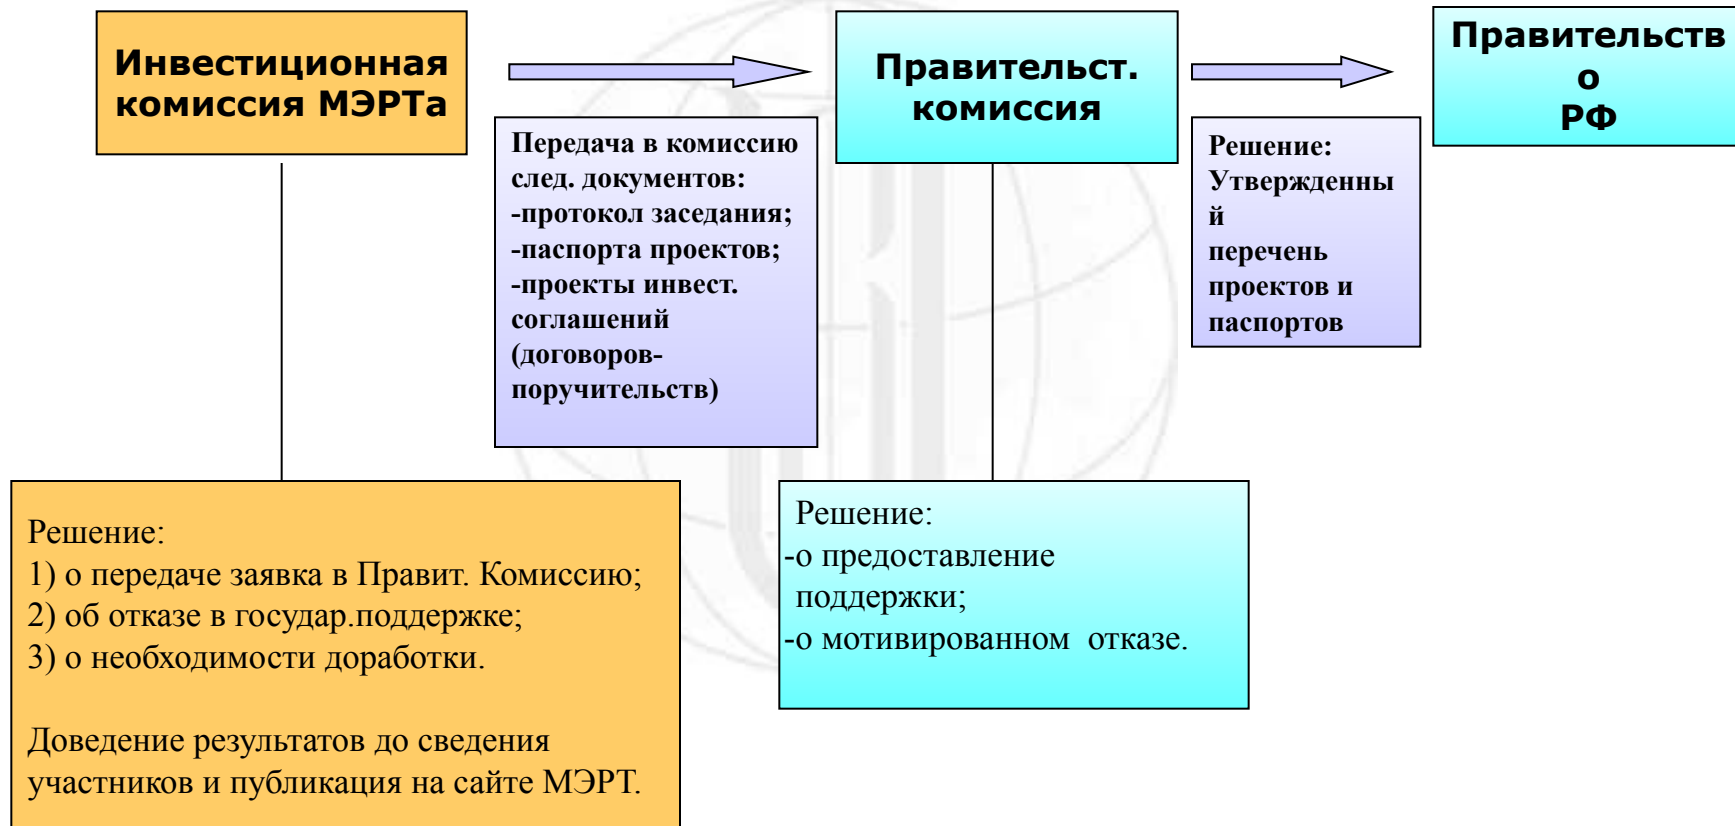 Инвестиционная
комиссия МЭРТа
Передача в комиссию
след. документов:
-протокол заседания;
-паспорта проектов;
-проекты инвест.
соглашений
(договоров-
поручительств)
Правительст.
комиссия
Решение:
Утвержденны
й
перечень
проектов и
паспортов
Правительств
о
РФ
Решение:
1) о передаче заявка в Правит. Комиссию;
2) об отказе в государ.поддержке;
3) о необходимости доработки.
Доведение результатов до сведения
участников и публикация на сайте МЭРТ.
Решение:
-о предоставление
поддержки;
-о мотивированном  отказе.